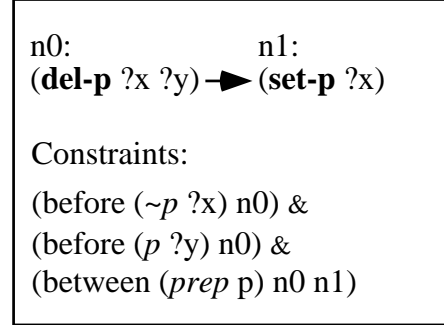 n0: n1:
(del-p ?x ?y) (set-p ?x)
Constraints:
(before (~p ?x) n0) &
(before (p ?y) n0) &
(between (prep p) n0 n1)